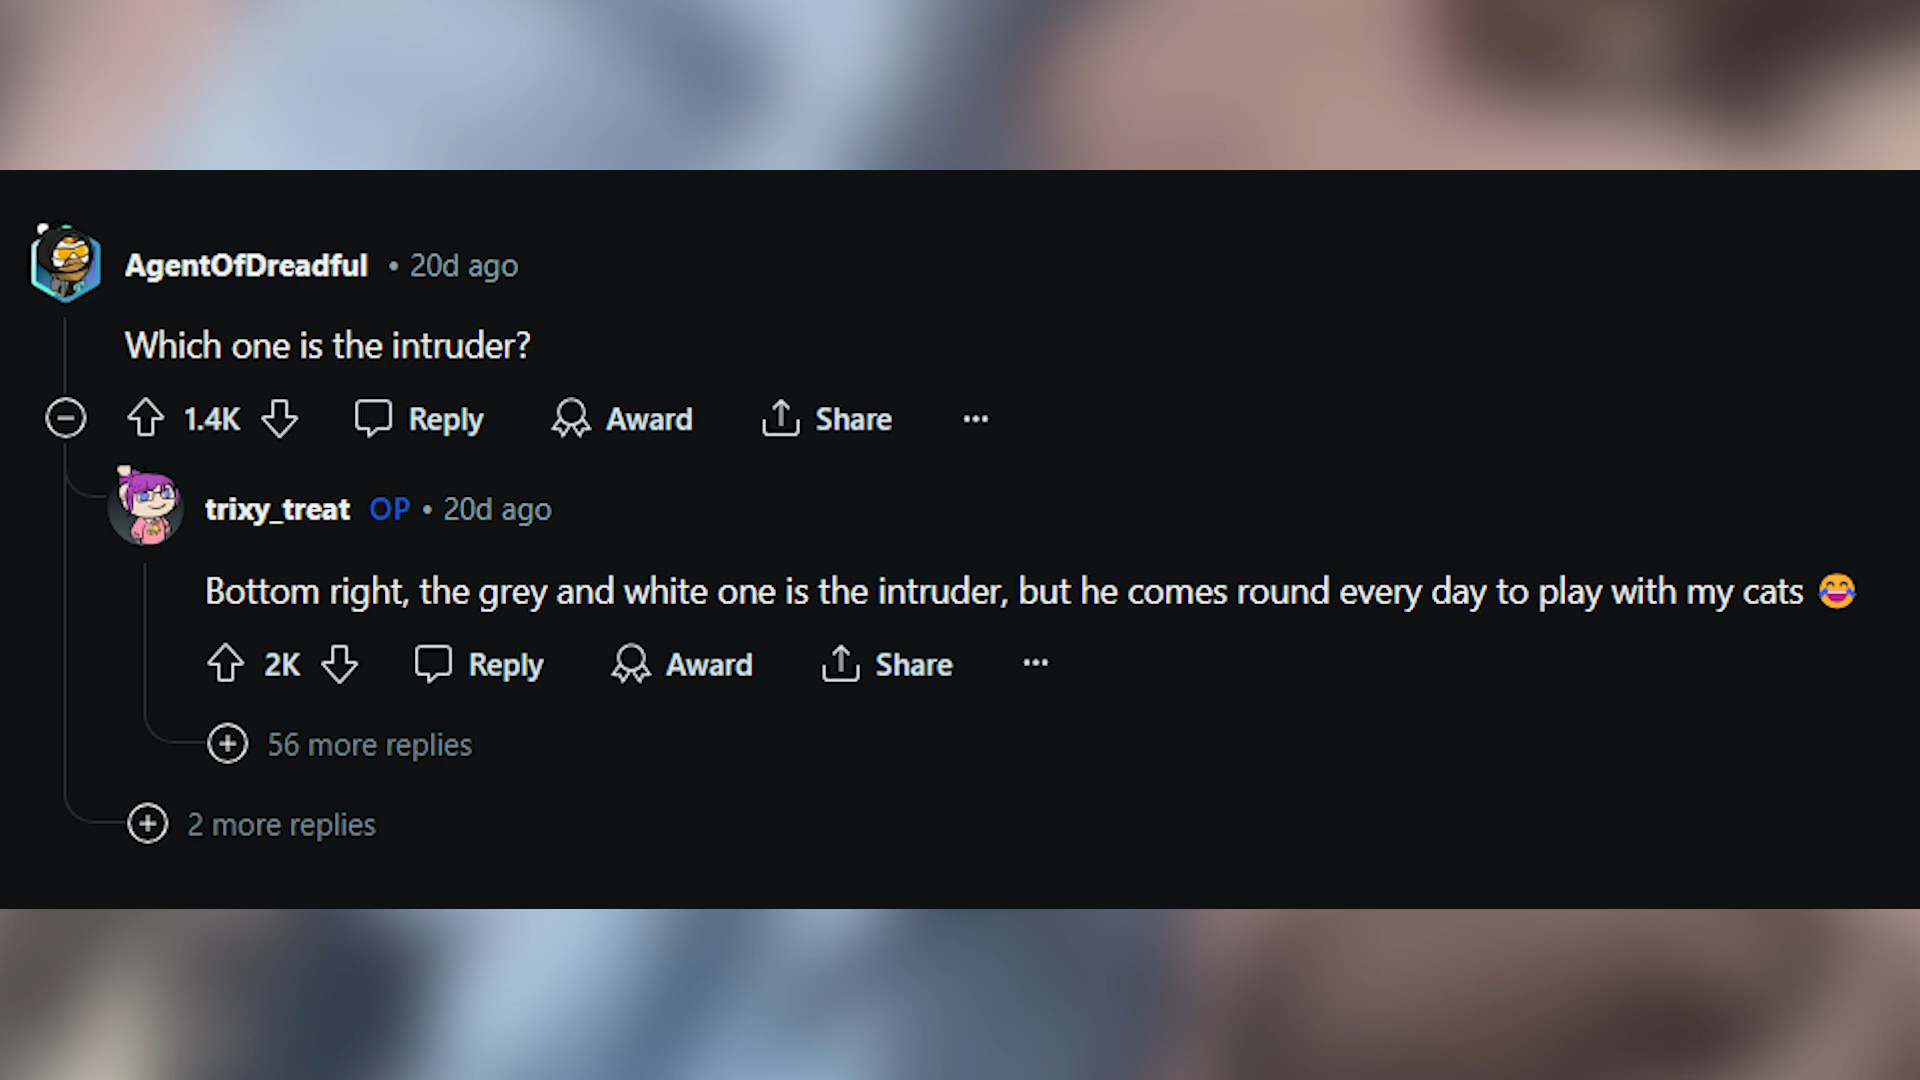 AgentOfDreadful • 20d ago
Which one is the intruder?
1.4K Reply Award Share ...
trixy_treat OP • 20d ago
Bottom right, the grey and white one is the intruder, but he comes round every day to play with my cats 😂
2K Reply Award Share ...
56 more replies
2 more replies